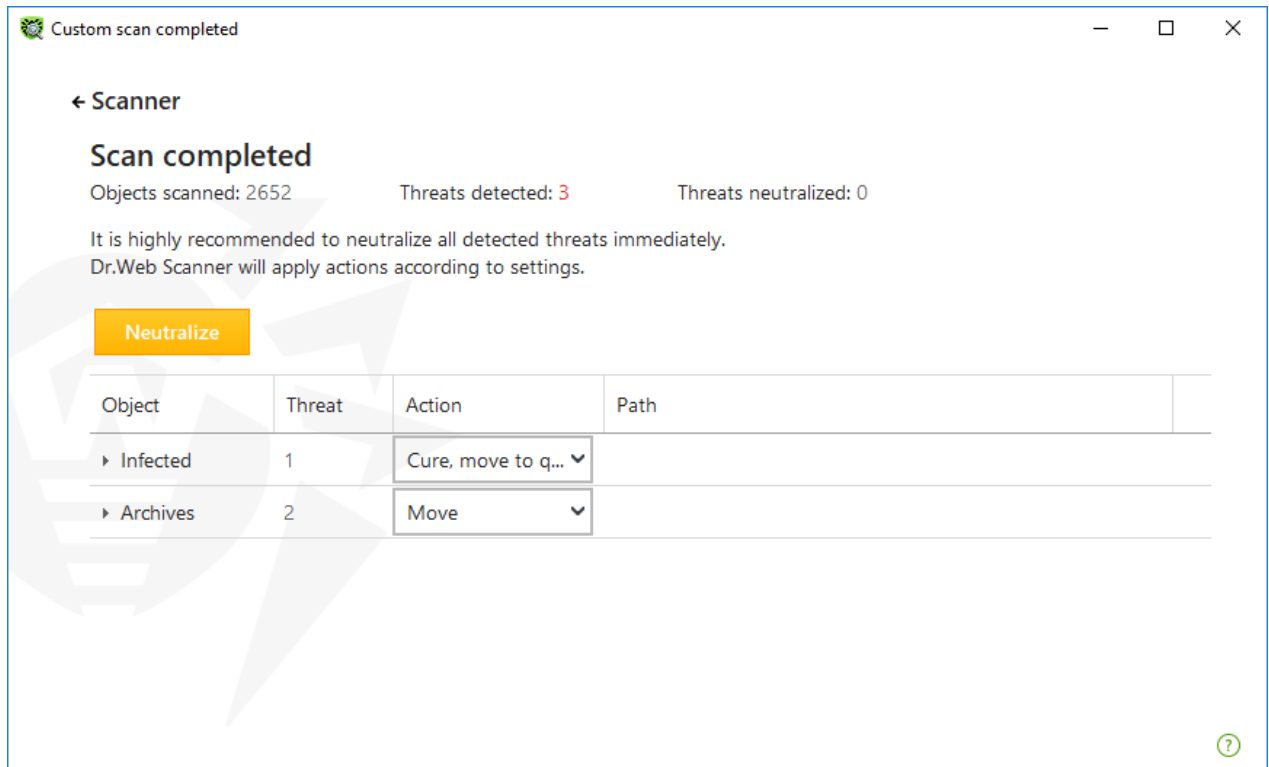 Custom scan completed
Scanner
Scan completed
Objects scanned: 2652 Threats detected: 3 Threats neutralized: 0
It is highly recommended to neutralize all detected threats immediately.
Dr.Web Scanner will apply actions according to settings.
Neutralize
Object Threat Action Path
Infected 1 Cure, move to q...
Archives 2 Move
?